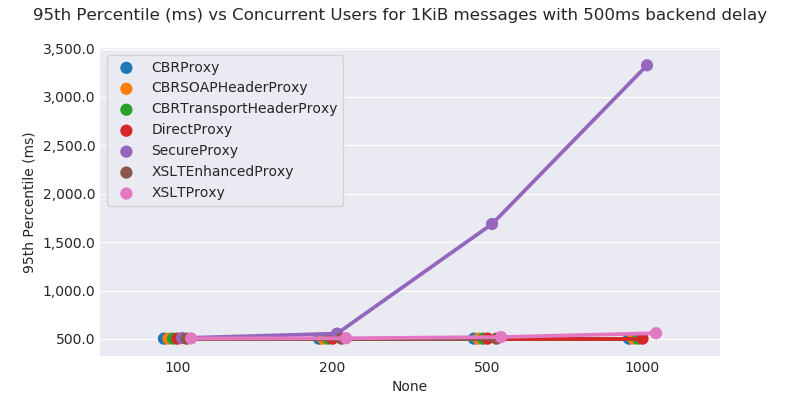 95th Percentile (ms) vs Concurrent Users for 1KiB messages with 500ms backend delay
3,500.0
3,000.0
2,500.0
2,000.0
1,500.0
1,000.0
500.0
95th Percentile (ms)
CBRProxy
CBRSOAPHeaderProxy
CBRTransportHeaderProxy
DirectProxy
SecureProxy
XSLTEnhancedProxy
XSLTProxy
100
200
500
1000
None